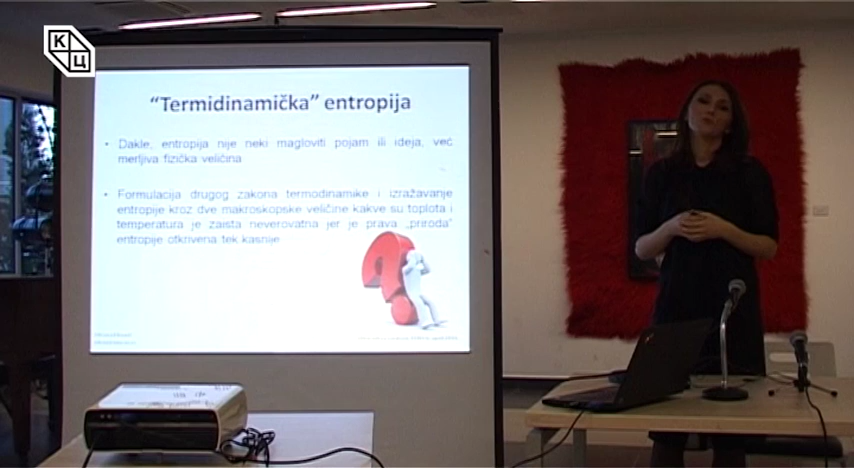 К
Ц
“Termidinamička” entropija
• Dakle, entropija nije neki magloviti pojam ili ideja, već
merljiva fizička veličina
• Formulacija drugog zakona termodinamike i izražavanje
entropije kroz dve makroskopske veličine kakve su toplota i
temperatura je zaista neverovatna jer je prava „priroda”
entropije otkrivena tek kasnije